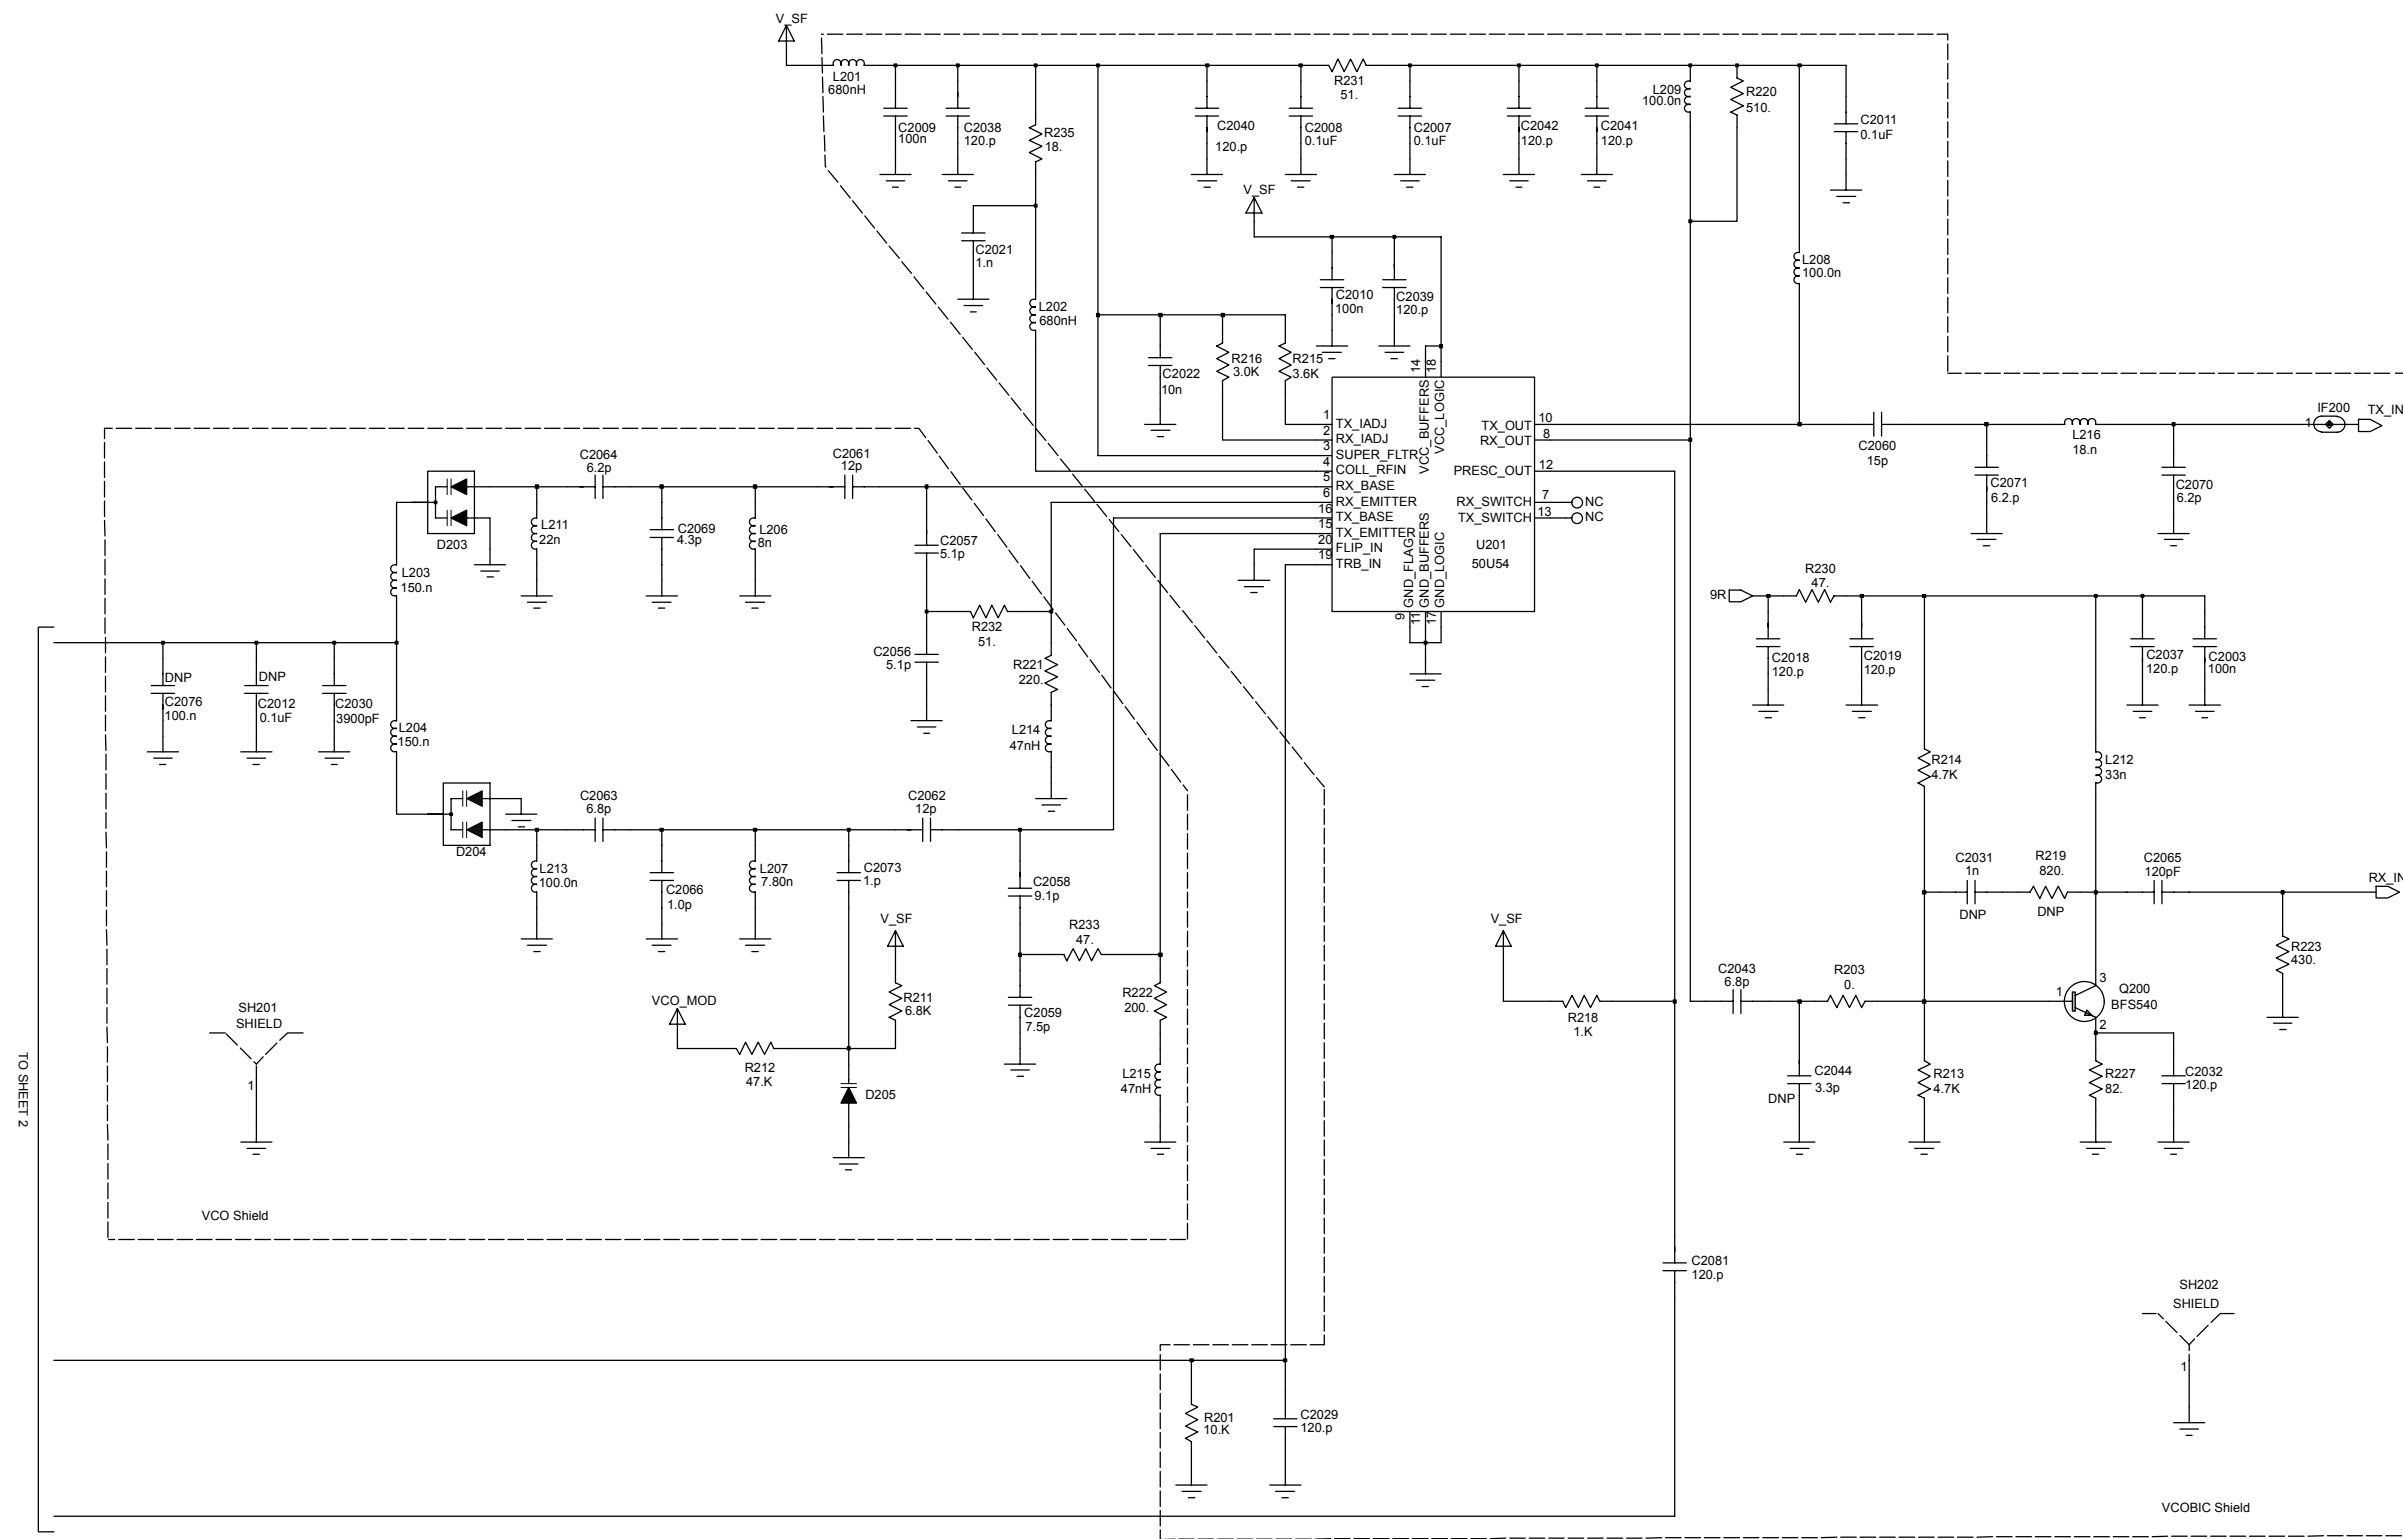 V_SF
L201
680nH
C2009
100n
C2038
120.p
R235
18.
C2040
120.p
C2008
0.1uF
R231
51.
C2007
0.1uF
C2042
120.p
C2041
120.p
L209
100.0n
R220
510.
C2011
0.1uF
C2021
1.n
V_SF
L202
680nH
C2010
100n
C2039
120.p
L208
100.0n
C2022
10n
R216
3.0K
R215
3.6K
14
18
VCC_BUFFERS
VCC_LOGIC
1
TX_IADJ
2
RX_IADJ
3
SUPER_FLTR
4
COLL_RFIN
5
RX_BASE
6
RX_EMITTER
16
TX_BASE
15
TX_EMITTER
20
FLIP_IN
19
TRB_IN
TX_OUT
10
RX_OUT
8
PRESC_OUT
12
RX_SWITCH
7
NC
TX_SWITCH
13
NC
U201
50U54
GND_FLAG
GND_BUFFERS
GND_LOGIC
9
11
17
C2060
15p
C2071
6.2.p
L216
18.n
C2070
6.2p
1
IF200
TX_IN
D203
C2064
6.2p
C2061
12p
L211
22n
C2069
4.3p
L206
8n
C2057
5.1p
L203
150.n
R232
51.
C2056
5.1p
R221
220.
L214
47nH
DNP
C2076
100.n
DNP
C2012
0.1uF
C2030
3900pF
L204
150.n
9R
R230
47.
C2018
120.p
C2019
120.p
C2037
120.p
C2003
100n
R214
4.7K
L212
33n
D204
C2063
6.8p
C2062
12p
L213
100.0n
C2066
1.0p
L207
7.80n
C2073
1.p
C2058
9.1p
V_SF
R233
47.
VCO_MOD
R211
6.8K
C2059
7.5p
R222
200.
R212
47.K
D205
L215
47nH
SH201
SHIELD
1
TO SHEET 2
VCO Shield
C2031
1n
DNP
R219
820.
DNP
C2065
120pF
RX_IN
R223
430.
V_SF
R218
1.K
C2043
6.8p
R203
0.
1
3
Q200
BFS540
2
C2044
3.3p
DNP
R213
4.7K
R227
82.
C2032
120.p
C2081
120.p
SH202
SHIELD
1
R201
10.K
C2029
120.p
VCOBIC Shield